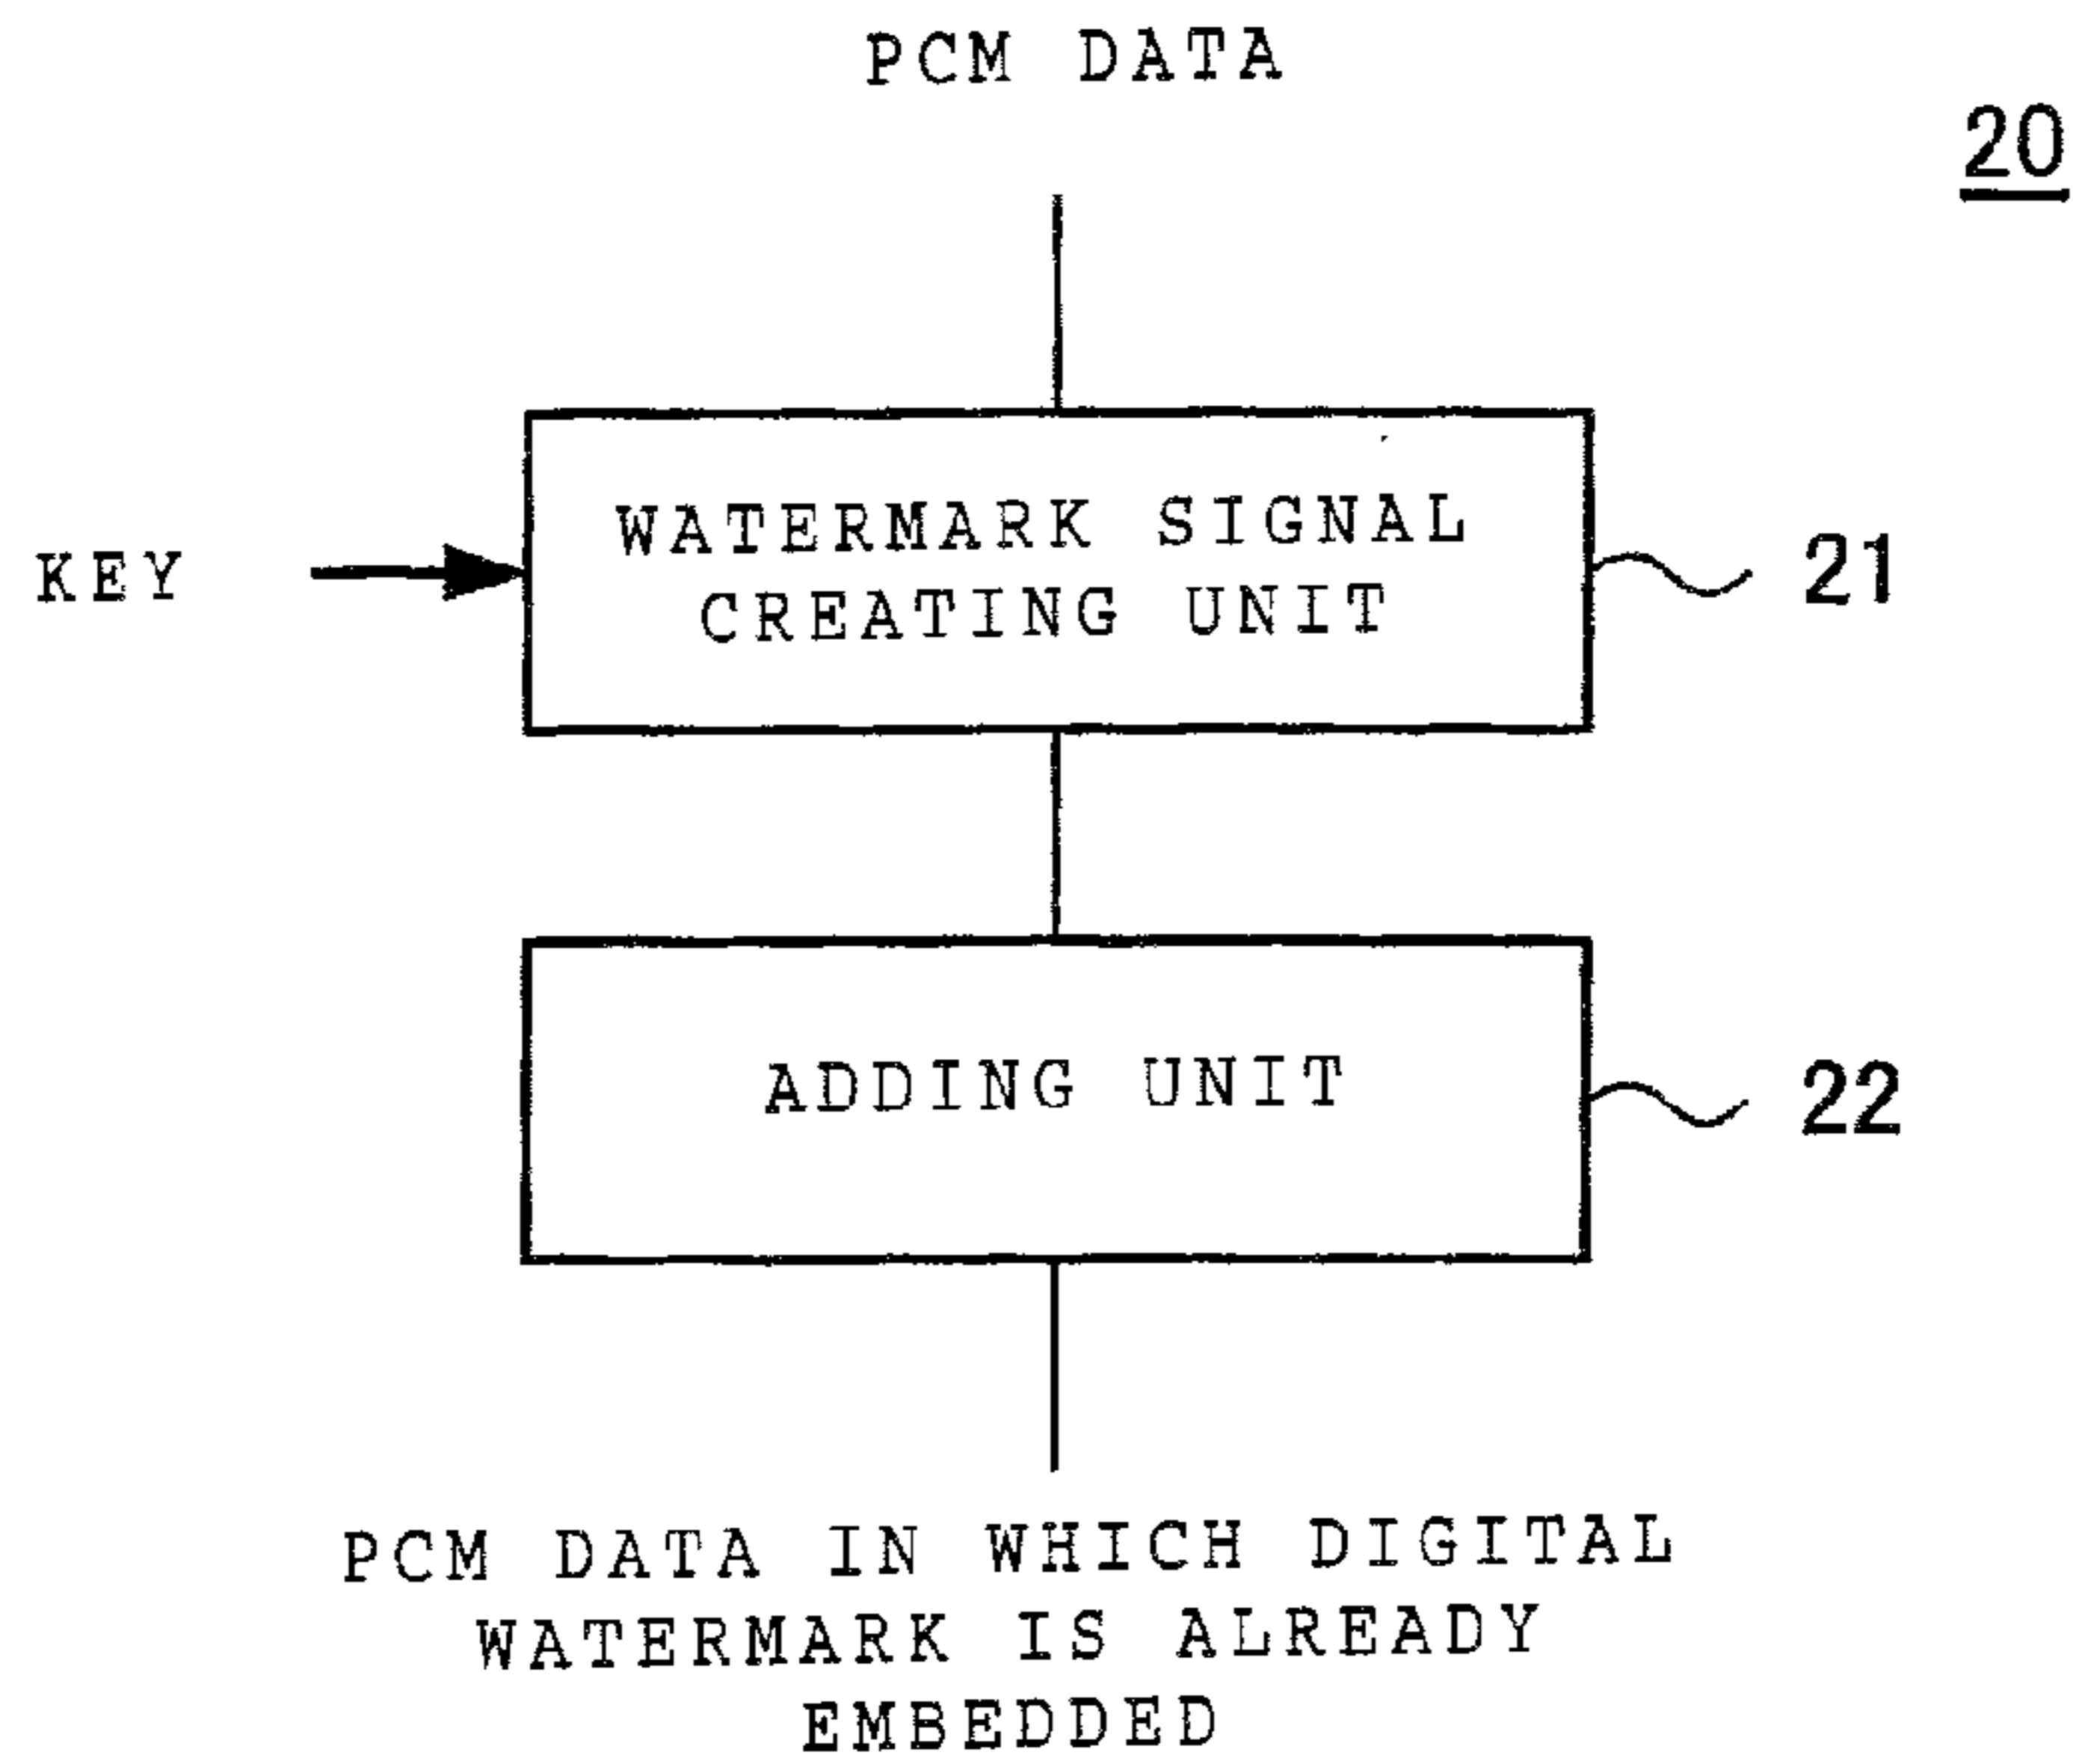 PCM DATA
20
WATERMARK SIGNAL
CREATING UNIT
KEY
21
ADDING UNIT
22
PCM DATA IN WHICH DIGITAL
WATERMARK IS ALREADY
EMBEDDED